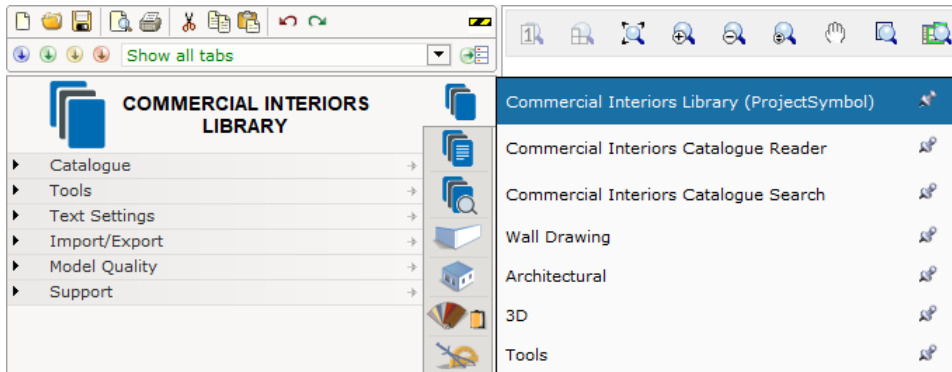 Show all tabs
COMMERCIAL INTERIORS
LIBRARY
Catalogue
Tools
Text Settings
Import/Export
Model Quality
Support
1
Commercial Interiors Library (ProjectSymbol)
Commercial Interiors Catalogue Reader
Commercial Interiors Catalogue Search
Wall Drawing
Architectural
3D
Tools